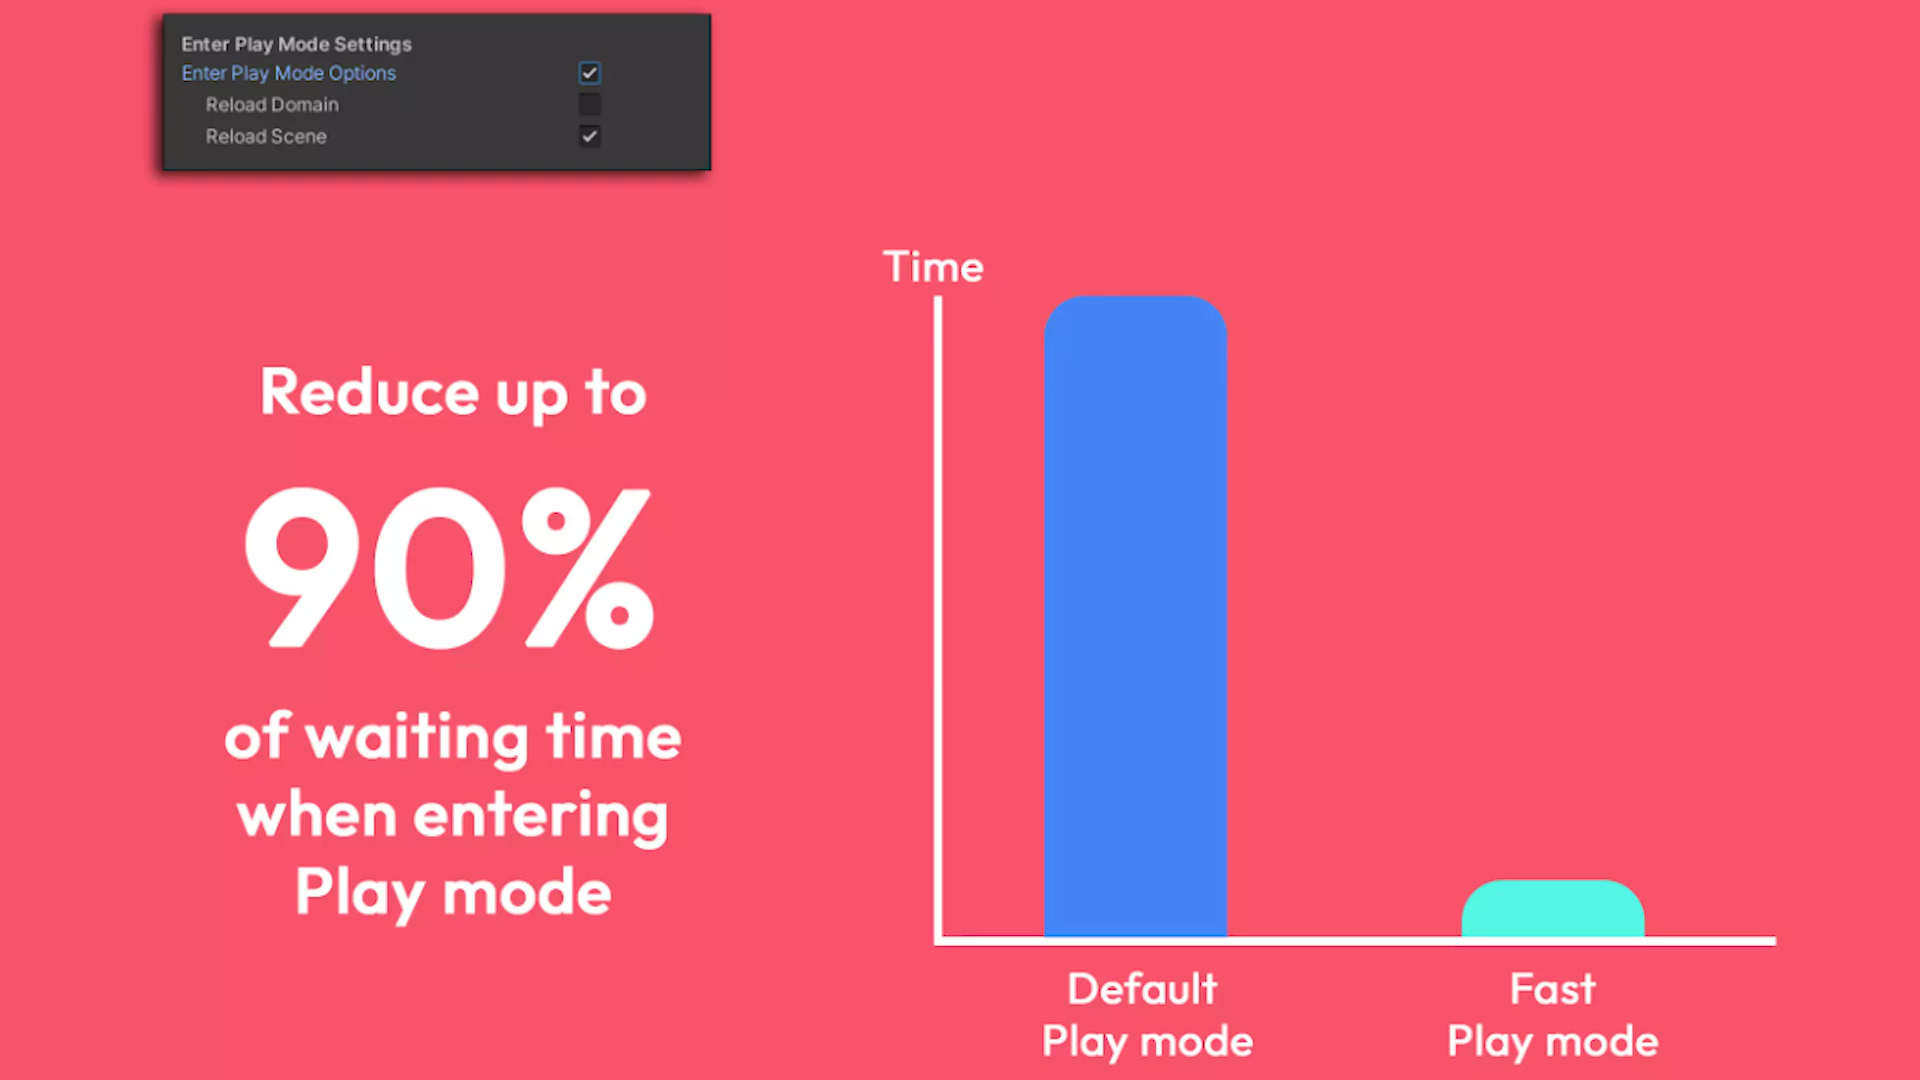 Enter Play Mode Settings
Enter Play Mode Options
Reload Domain
Reload Scene
Reduce up to
90%
of waiting time
when entering
Play mode
Time
Default
Play mode
Fast
Play mode